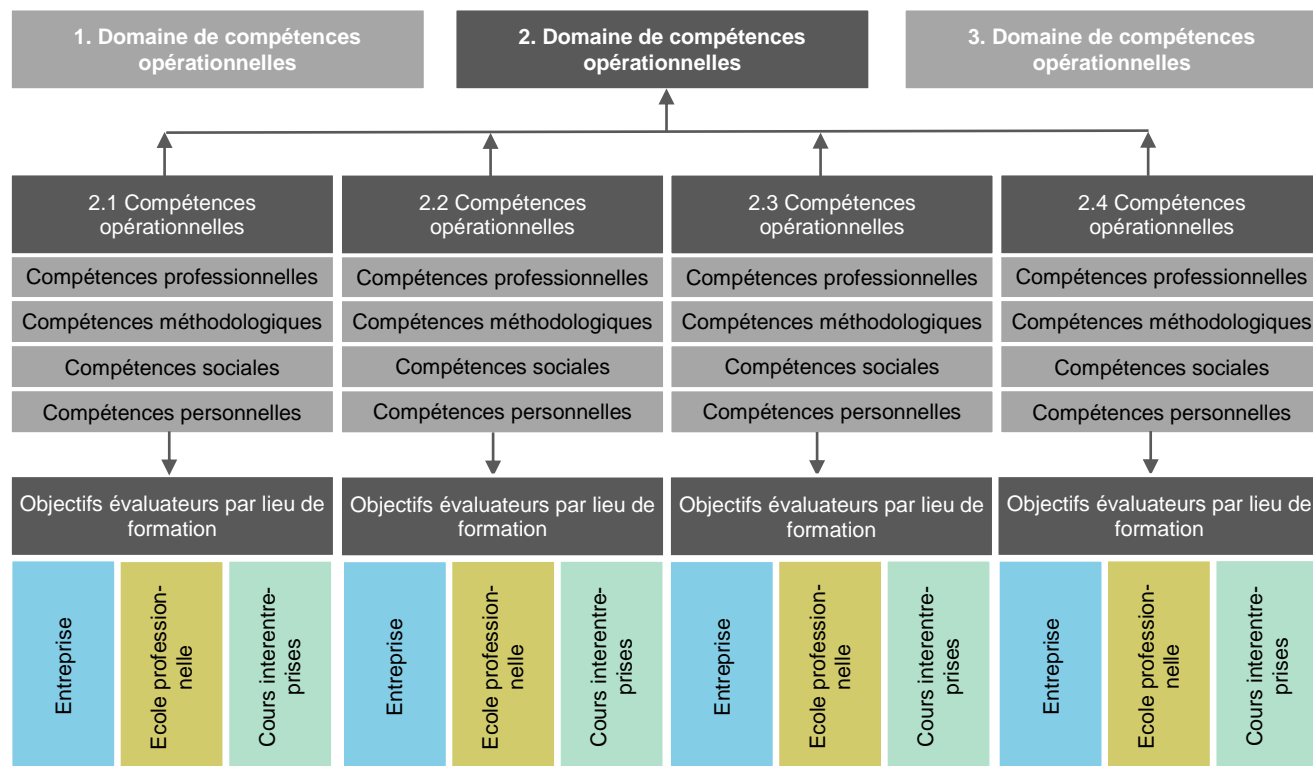 1. Domaine de compétences
opérationnelles
2. Domaine de compétences
opérationnelles
3. Domaine de compétences
opérationnelles
2.1 Compétences
opérationnelles
2.2 Compétences
opérationnelles
2.3 Compétences
opérationnelles
2.4 Compétences
opérationnelles
Compétences professionnelles
Compétences professionnelles
Compétences professionnelles
Compétences professionnelles
Compétences méthodologiques
Compétences méthodologiques
Compétences méthodologiques
Compétences méthodologiques
Compétences sociales
Compétences sociales
Compétences sociales
Compétences sociales
Compétences personnelles
Compétences personnelles
Compétences personnelles
Compétences personnelles
Objectifs évaluateurs par lieu de
formation
Objectifs évaluateurs par lieu de
formation
Objectifs évaluateurs par lieu de
formation
Objectifs évaluateurs par lieu de
formation
Entreprise
Ecole profession-
nelle
Cours interentre-
prises
Entreprise
Ecole profession-
nelle
Cours interentre-
prises
Entreprise
Ecole profession-
nelle
Cours interentre-
prises
Entreprise
Ecole profession-
nelle
Cours interentre-
prises